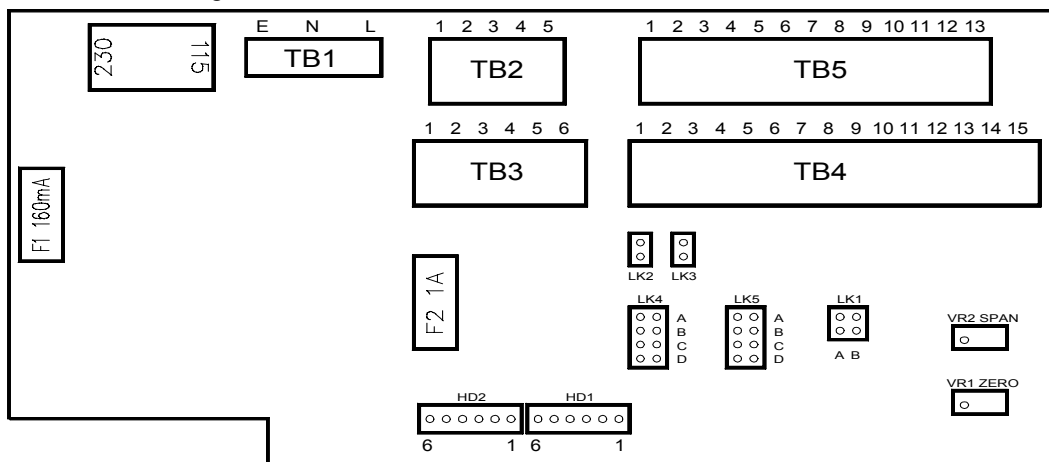 E N L
1 2 3 4 5
1 2 3 4 5 6 7 8 9 10 11 12 13
230
115
TB1
TB2
TB5
1 2 3 4 5 6
1 2 3 4 5 6 7 8 9 10 11 12 13 14 15
TB3
TB4
F1 160mA
LK2 LK3
F2 1A
LK4
A
B
C
D
LK5
A
B
C
D
LK1
A B
VR2 SPAN
VR1 ZERO
HD2
6 1
HD1
6 1